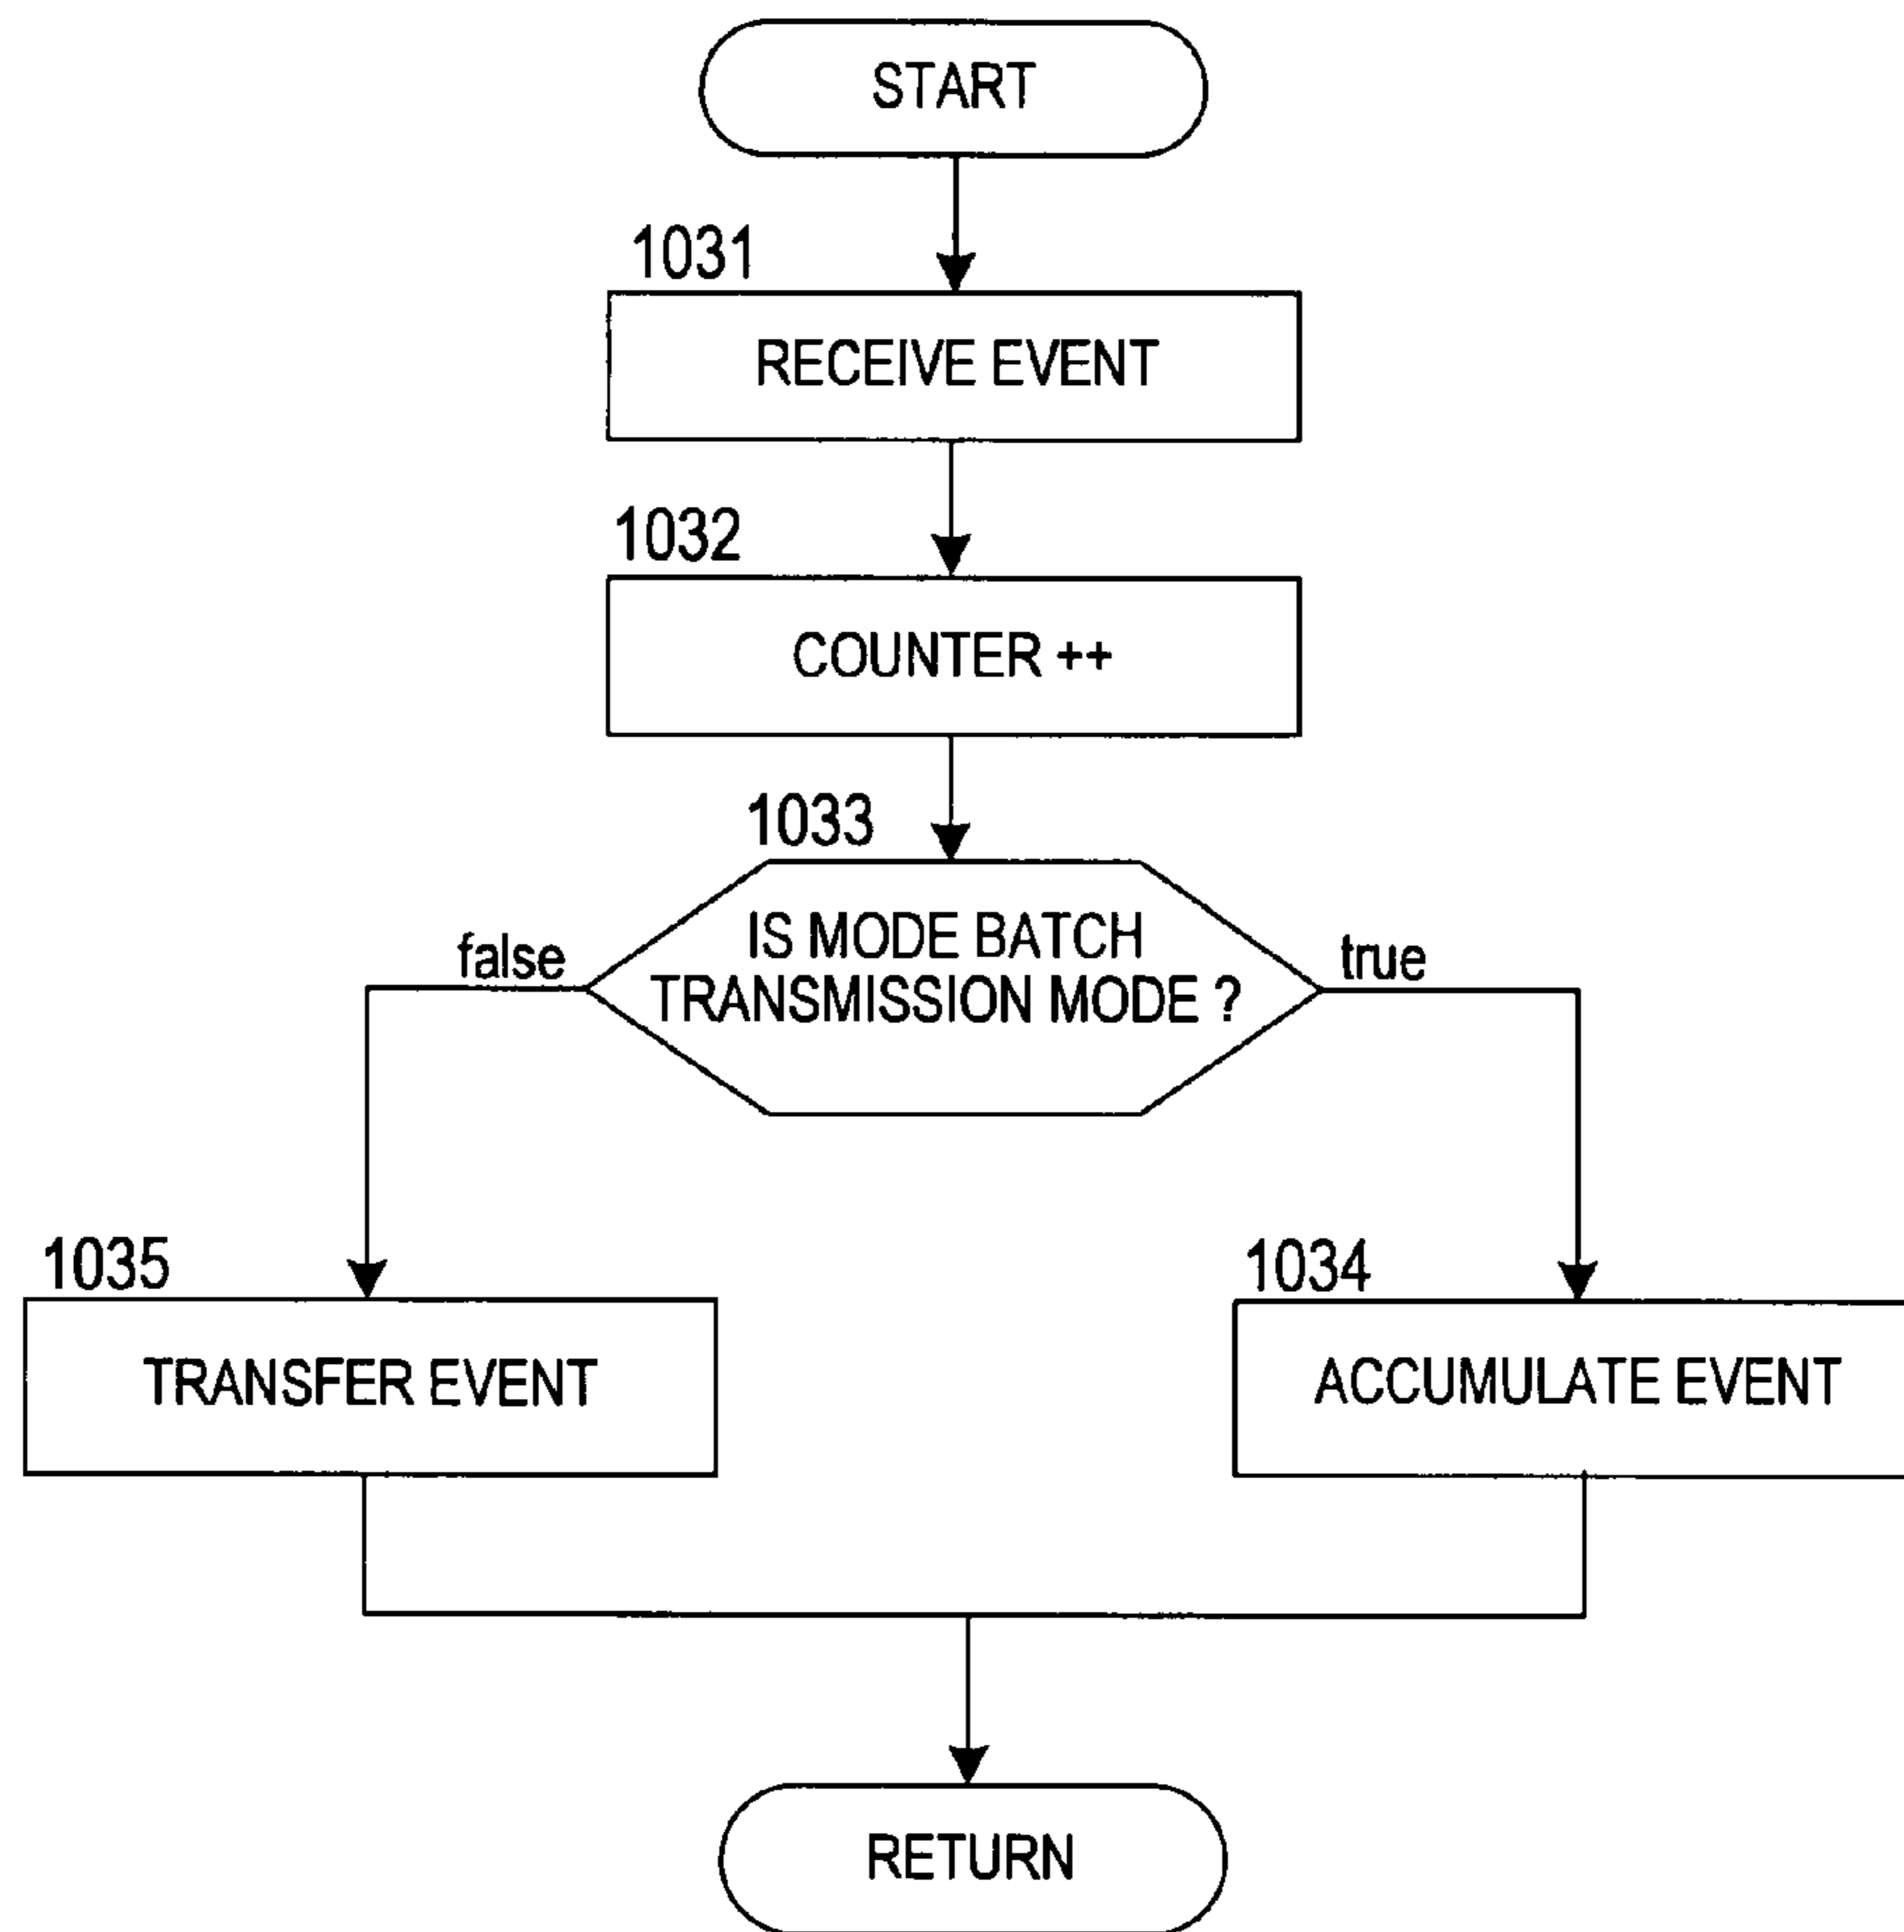 START
1031
RECEIVE EVENT
1032
COUNTER ++
1033
IS MODE BATCH
TRANSMISSION MODE ?
false
true
1035
TRANSFER EVENT
1034
ACCUMULATE EVENT
RETURN